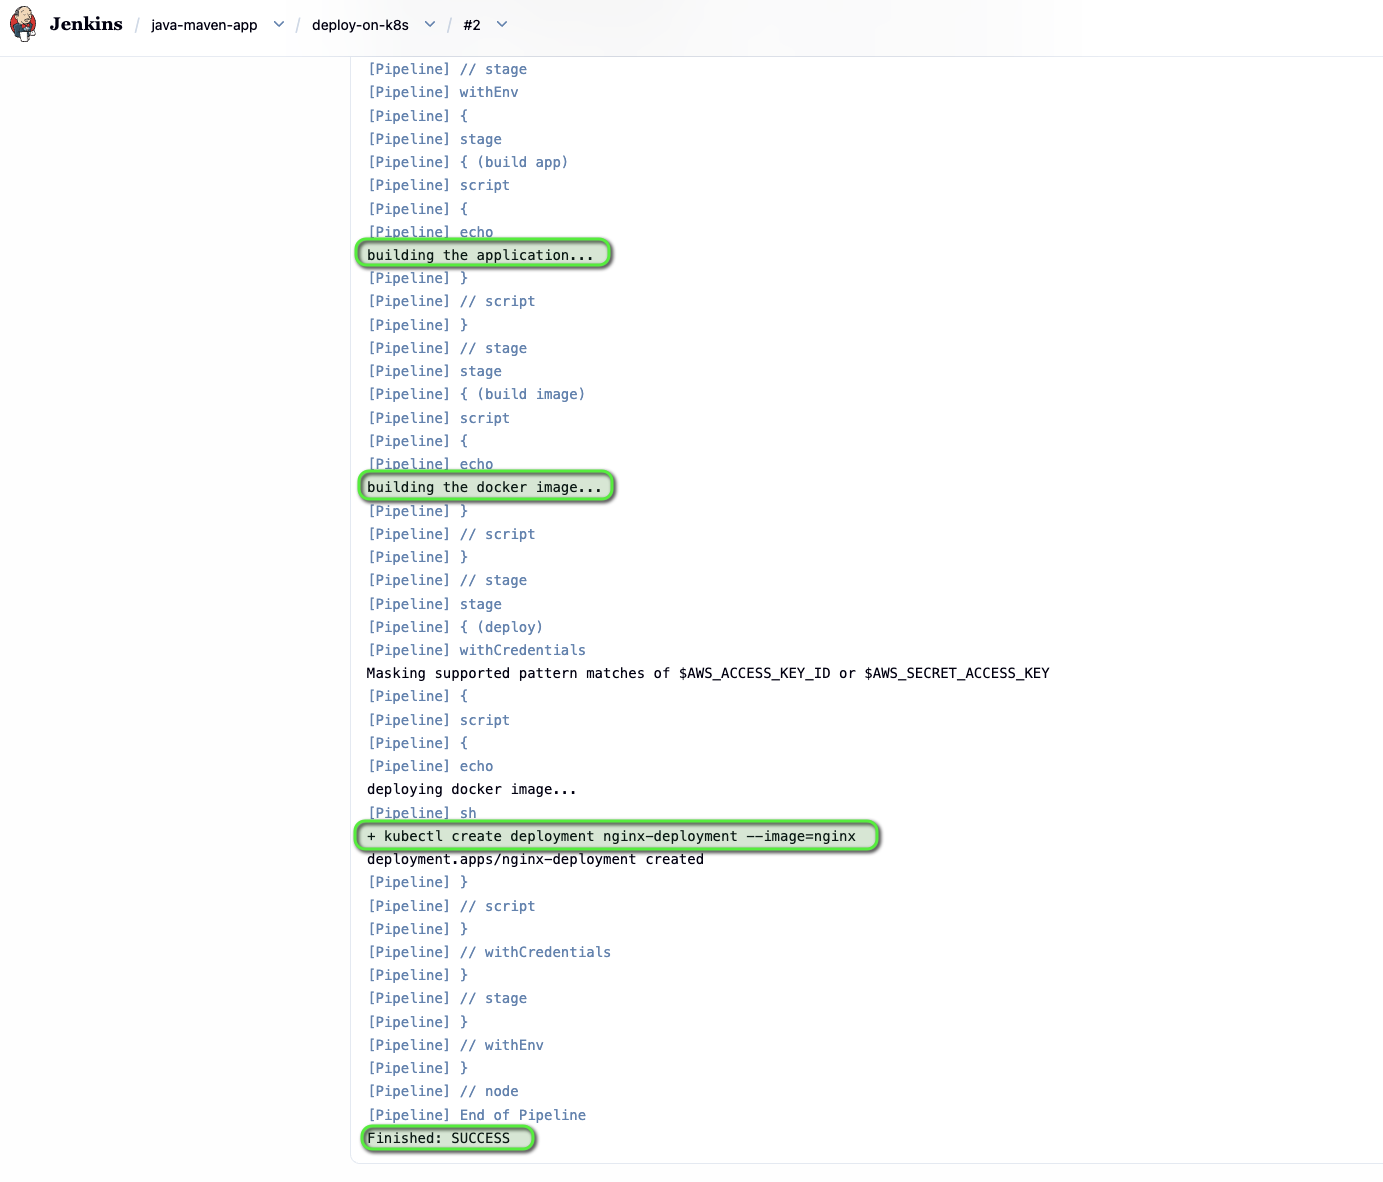 Jenkins / java-maven-app / deploy-on-k8s / #2
[Pipeline] // stage
[Pipeline] withEnv
[Pipeline] {
[Pipeline] stage
[Pipeline] { (build app)
[Pipeline] script
[Pipeline] {
[Pipeline] echo
building the application...
[Pipeline] }
[Pipeline] // script
[Pipeline] }
[Pipeline] // stage
[Pipeline] stage
[Pipeline] { (build image)
[Pipeline] script
[Pipeline] {
[Pipeline] echo
building the docker image...
[Pipeline] }
[Pipeline] // script
[Pipeline] }
[Pipeline] // stage
[Pipeline] stage
[Pipeline] { (deploy)
[Pipeline] withCredentials
Masking supported pattern matches of $AWS_ACCESS_KEY_ID or $AWS_SECRET_ACCESS_KEY
[Pipeline] {
[Pipeline] script
[Pipeline] {
[Pipeline] echo
deploying docker image...
[Pipeline] sh
+ kubectl create deployment nginx-deployment --image=nginx
deployment.apps/nginx-deployment created
[Pipeline] }
[Pipeline] // script
[Pipeline] }
[Pipeline] // withCredentials
[Pipeline] }
[Pipeline] // stage
[Pipeline] }
[Pipeline] // withEnv
[Pipeline] }
[Pipeline] // node
[Pipeline] End of Pipeline
Finished: SUCCESS